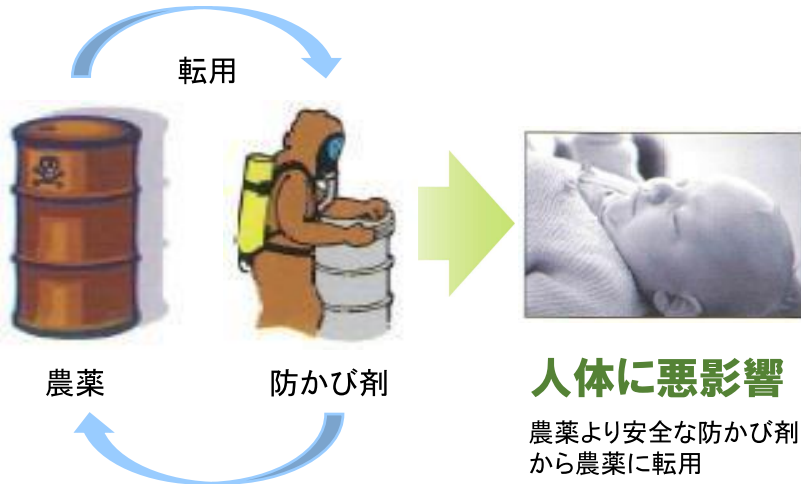 転用
農薬
防かび剤
人体に悪影響
農薬より安全な防かび剤
から農薬に転用